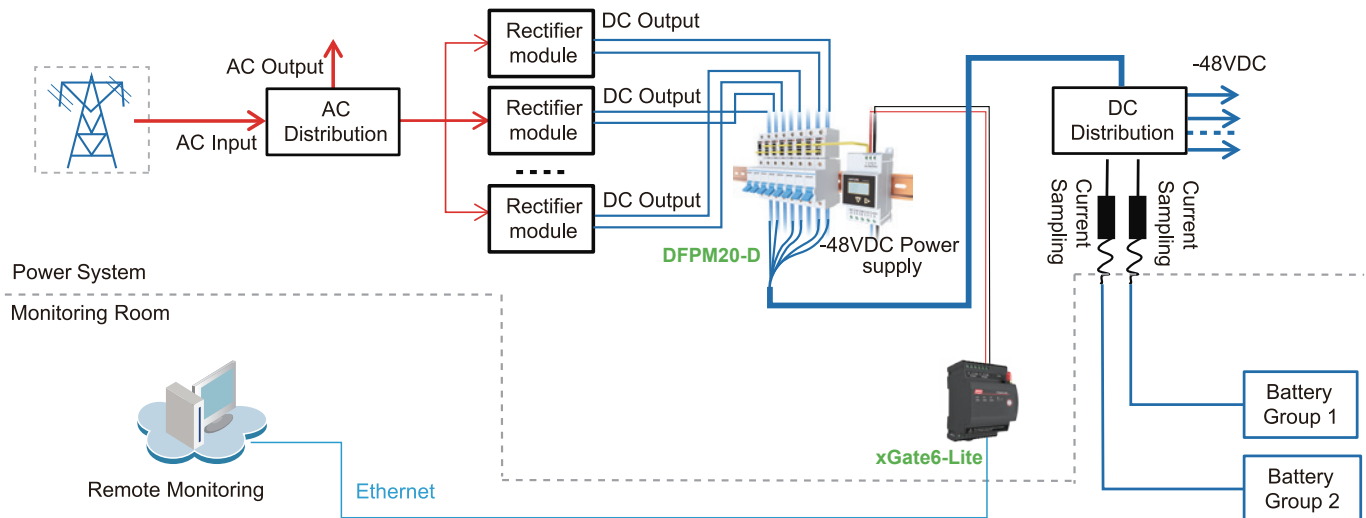 AC Output
AC Input
AC
Distribution
Rectifier
module
DC Output
Rectifier
module
DC Output
Rectifier
module
DC Output
DFPM20-D
-48VDC Power
supply
-48VDC
DC
Distribution
Current
Sampling
Current
Sampling
Power System
Monitoring Room
Remote Monitoring
Ethernet
xGate6-Lite
Battery
Group 1
Battery
Group 2